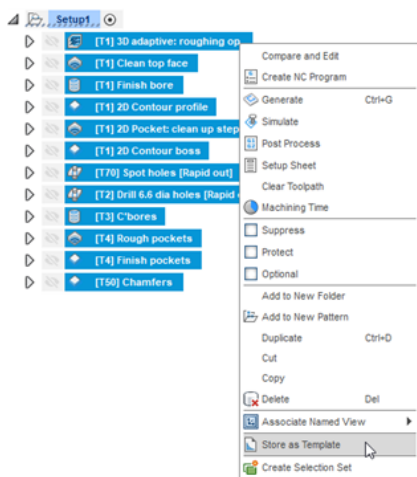 Setup1
[T1] 3D adaptive: roughing op
[T1] Clean top face
[T1] Finish bore
[T1] 2D Contour profile
[T1] 2D Pocket: clean up step
[T1] 2D Contour boss
[T70] Spot holes [Rapid out]
[T2] Drill 6.6 dia holes [Rapid
[T3] C'bores
[T4] Rough pockets
[T4] Finish pockets
[T50] Chamfers
Compare and Edit
Create NC Program
Generate Ctrl+G
Simulate
Post Process
Setup Sheet
Clear Toolpath
Machining Time
Suppress
Protect
Optional
Add to New Folder
Add to New Pattern
Duplicate Ctrl+D
Cut
Copy
Delete Del
Associate Named View
Store as Template
Create Selection Set